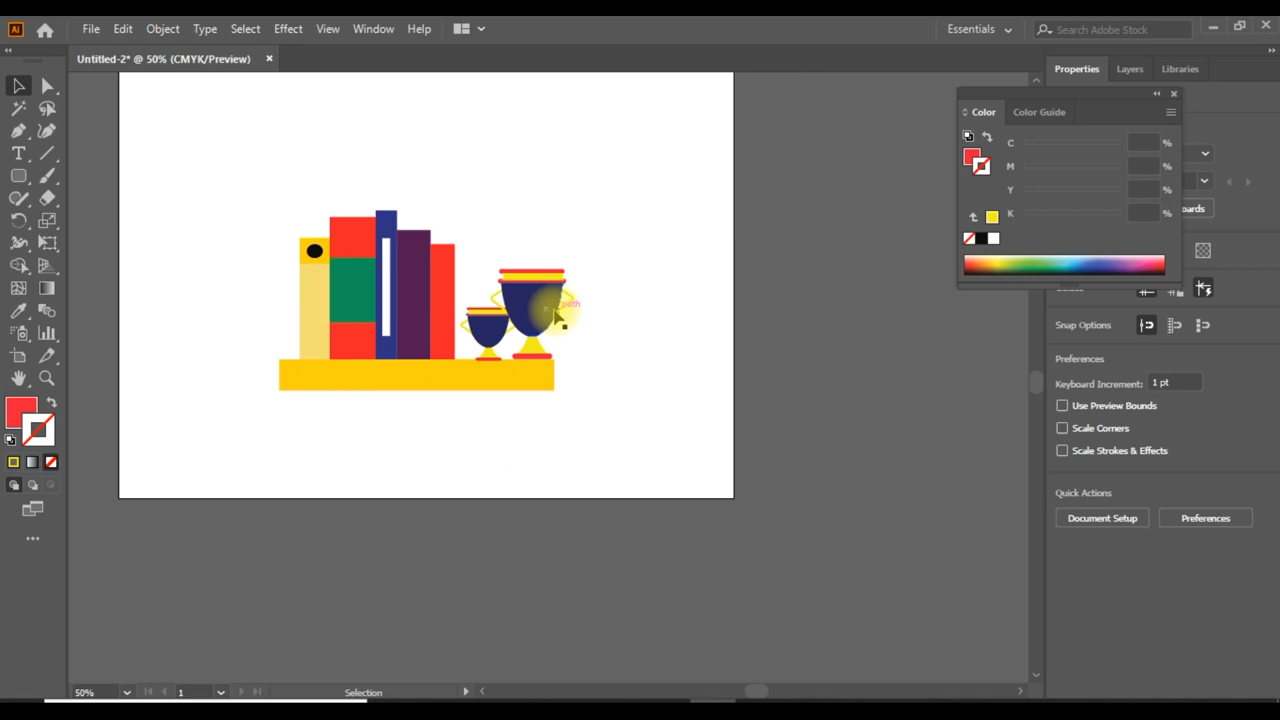 Ai File Edit Object Type Select Effect View Window Help Essentials Search Adobe Stock
Untitled-2* @ 50% (CMYK/Preview) ×
Properties Layers Libraries
Color Color Guide
C %
M %
Y %
K %
oards
path
Snap Options
Preferences
Keyboard Increment: 1 pt
Use Preview Bounds
Scale Corners
Scale Strokes & Effects
Quick Actions
Document Setup Preferences
50% 1 Selection